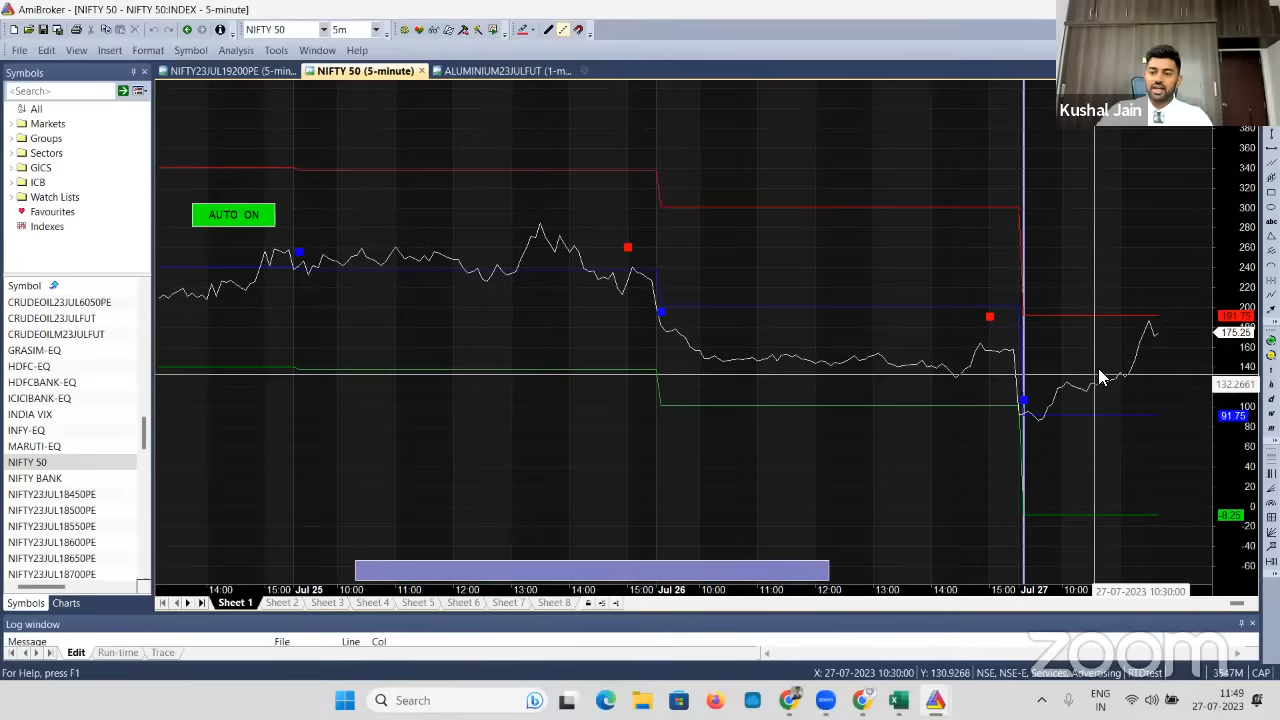 AmiBroker - [NIFTY 50 - NIFTY 50:INDEX - 5-minute]
NIFTY 50
5m
File Edit View Insert Format Symbol Analysis Tools Window Help
Symbols
NIFTY23JUL19200PE (5-min...
NIFTY 50 (5-minute)
ALUMINIUM23JULFUT (1-m...
<Search>
All
Markets
Groups
Sectors
GICS
ICB
Watch Lists
Favourites
Indexes
Kushal Jain
AUTO ON
Symbol
CRUDEOIL23JUL6050PE
CRUDEOIL23JULFUT
CRUDEOILM23JULFUT
GRASIM-EQ
HDFC-EQ
HDFCBANK-EQ
ICICIBANK-EQ
INDIA VIX
INFY-EQ
MARUTI-EQ
NIFTY 50
NIFTY BANK
NIFTY23JUL18450PE
NIFTY23JUL18500PE
NIFTY23JUL18550PE
NIFTY23JUL18600PE
NIFTY23JUL18650PE
NIFTY23JUL18700PE
380
360
340
320
300
280
260
240
220
200
191.75
175.25
160
140
132.2661
100
91.75
80
60
40
20
0
-8.25
-20
-40
-60
14:00 15:00 Jul 25 10:00 11:00 12:00 13:00 14:00 15:00 Jul 26 10:00 11:00 12:00 13:00 14:00 15:00 Jul 27 10:00 27-07-2023 10:30:00
Symbols Charts
Sheet 1 Sheet 2 Sheet 3 Sheet 4 Sheet 5 Sheet 6 Sheet 7 Sheet 8
Log window
Message File Line Col
Edit Run-time Trace
zoom
For Help, press F1
X: 27-07-2023 10:30:00 Y: 130.9268 NSE, NSE-E, Services, Advertising RTDtest 3547M CAP
Search
ENG
IN
11:49
27-07-2023